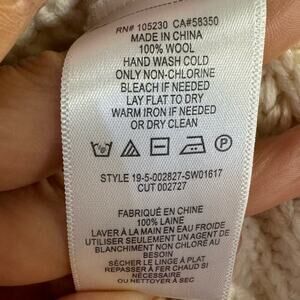 RN# 105230 CA#58350
MADE IN CHINA
100% WOOL
HAND WASH COLD
ONLY NON-CHLORINE
BLEACH IF NEEDED
LAY FLAT TO DRY
WARM IRON IF NEEDED
OR DRY CLEAN
STYLE 19-5-002827-SW01617
CUT 002727
FABRIQUÉ EN CHINE
100% LAINE
LAVER À LA MAIN EN EAU FROIDE
UTILISER SEULEMENT UN AGENT DE
BLANCHIMENT NON CHLORÉ AU
BESOIN
SÉCHER LE LINGE À PLAT
REPASSER À FER CHAUD SI
NÉCESSAIRE
OU NETTOYER À SEC